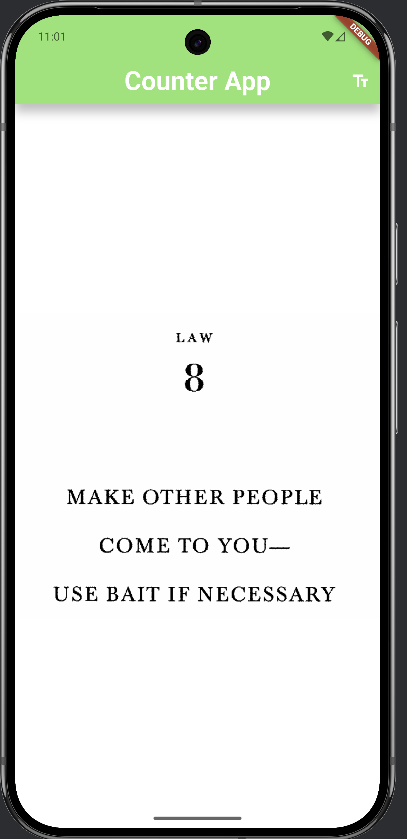 11:01
DEBUG
Counter App
Tт
LAW
8
MAKE OTHER PEOPLE
COME TO YOU—
USE BAIT IF NECESSARY